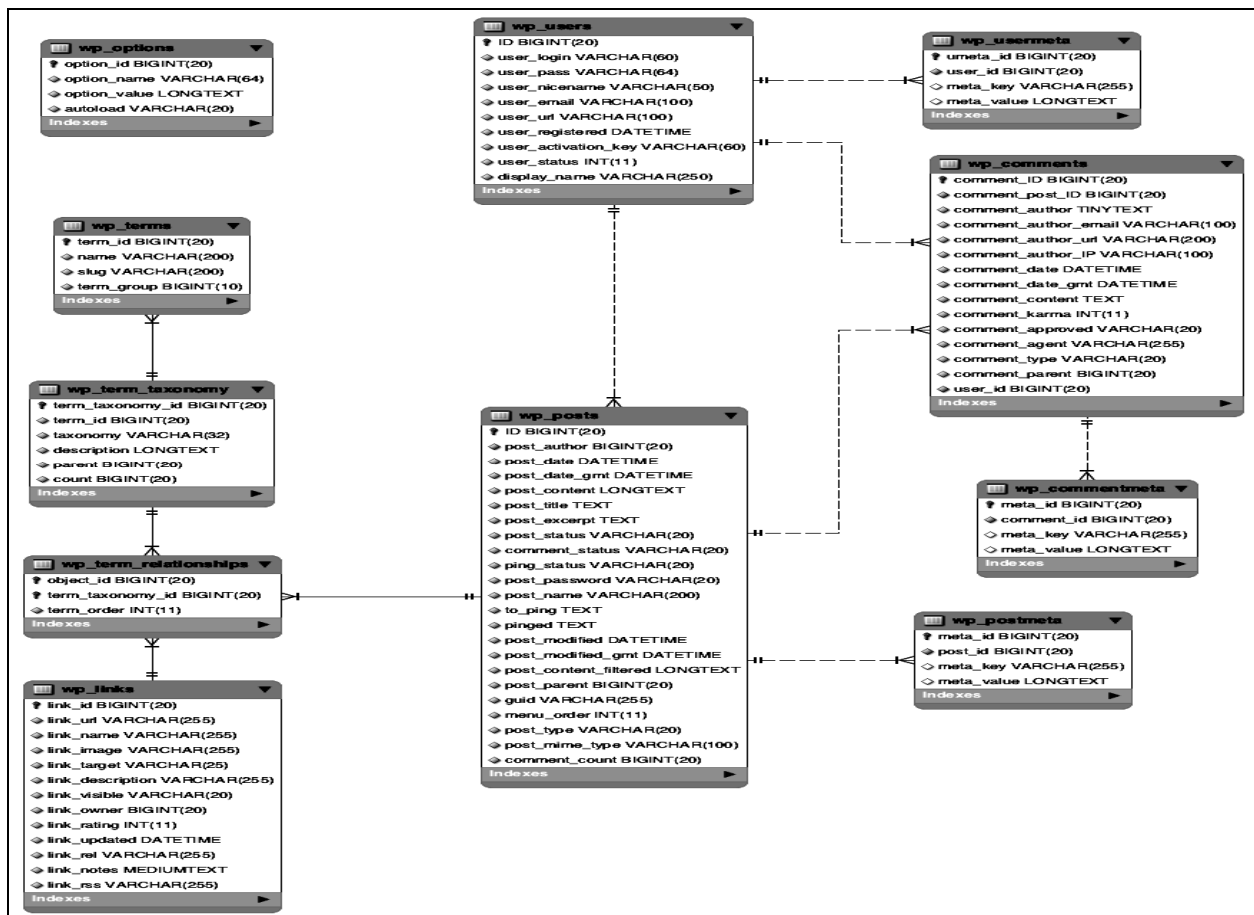 wp_options
option_id BIGINT(20)
option_name VARCHAR(64)
option_value LONGTEXT
autoload VARCHAR(20)
Indexes
wp_users
ID BIGINT(20)
user_login VARCHAR(60)
user_pass VARCHAR(64)
user_nicename VARCHAR(50)
user_email VARCHAR(100)
user_url VARCHAR(100)
user_registered DATETIME
user_activation_key VARCHAR(60)
user_status INT(11)
display_name VARCHAR(250)
Indexes
wp_usermeta
umeta_id BIGINT(20)
user_id BIGINT(20)
meta_key VARCHAR(255)
meta_value LONGTEXT
Indexes
wp_comments
comment_ID BIGINT(20)
comment_post_ID BIGINT(20)
comment_author TINYTEXT
comment_author_email VARCHAR(100)
comment_author_url VARCHAR(200)
comment_author_IP VARCHAR(100)
comment_date DATETIME
comment_date_gmt DATETIME
comment_content TEXT
comment_karma INT(11)
comment_approved VARCHAR(20)
comment_agent VARCHAR(255)
comment_type VARCHAR(20)
comment_parent BIGINT(20)
user_id BIGINT(20)
Indexes
wp_terms
term_id BIGINT(20)
name VARCHAR(200)
slug VARCHAR(200)
term_group BIGINT(10)
Indexes
wp_term_taxonomy
term_taxonomy_id BIGINT(20)
term_id BIGINT(20)
taxonomy VARCHAR(32)
description LONGTEXT
parent BIGINT(20)
count BIGINT(20)
Indexes
wp_posts
ID BIGINT(20)
post_author BIGINT(20)
post_date DATETIME
post_date_gmt DATETIME
post_content LONGTEXT
post_title TEXT
post_excerpt TEXT
post_status VARCHAR(20)
comment_status VARCHAR(20)
ping_status VARCHAR(20)
post_password VARCHAR(20)
post_name VARCHAR(200)
to_ping TEXT
pinged TEXT
post_modified DATETIME
post_modified_gmt DATETIME
post_content_filtered LONGTEXT
post_parent BIGINT(20)
guid VARCHAR(255)
menu_order INT(11)
post_type VARCHAR(20)
post_mime_type VARCHAR(100)
comment_count BIGINT(20)
Indexes
wp_commentmeta
meta_id BIGINT(20)
comment_id BIGINT(20)
meta_key VARCHAR(255)
meta_value LONGTEXT
Indexes
wp_term_relationships
object_id BIGINT(20)
term_taxonomy_id BIGINT(20)
term_order INT(11)
Indexes
wp_postmeta
meta_id BIGINT(20)
post_id BIGINT(20)
meta_key VARCHAR(255)
meta_value LONGTEXT
Indexes
wp_links
link_id BIGINT(20)
link_url VARCHAR(255)
link_name VARCHAR(255)
link_image VARCHAR(255)
link_target VARCHAR(25)
link_description VARCHAR(255)
link_visible VARCHAR(20)
link_owner BIGINT(20)
link_rating INT(11)
link_updated DATETIME
link_rel VARCHAR(255)
link_notes MEDIUMTEXT
link_rss VARCHAR(255)
Indexes